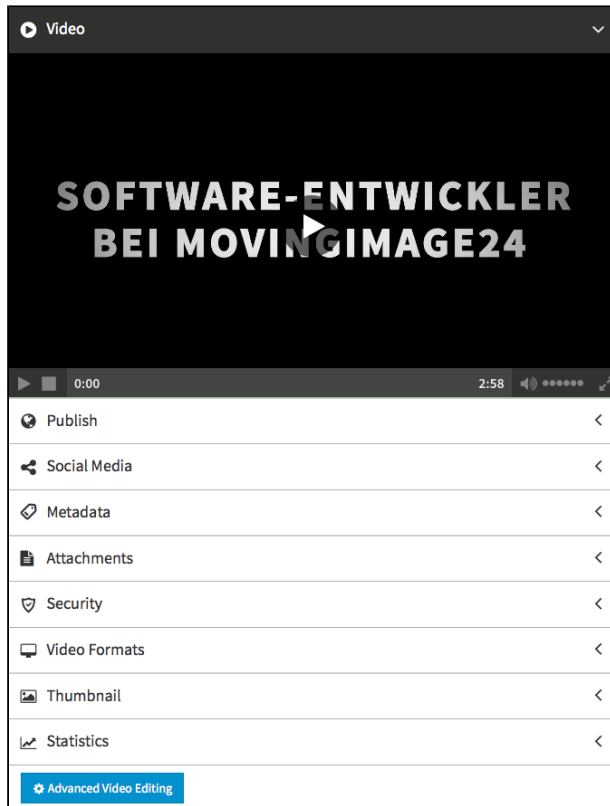 Video
SOFTWARE-ENTWICKLER
BEI MOVINGIMAGE24
0:00 2:58
Publish
Social Media
Metadata
Attachments
Security
Video Formats
Thumbnail
Statistics
Advanced Video Editing